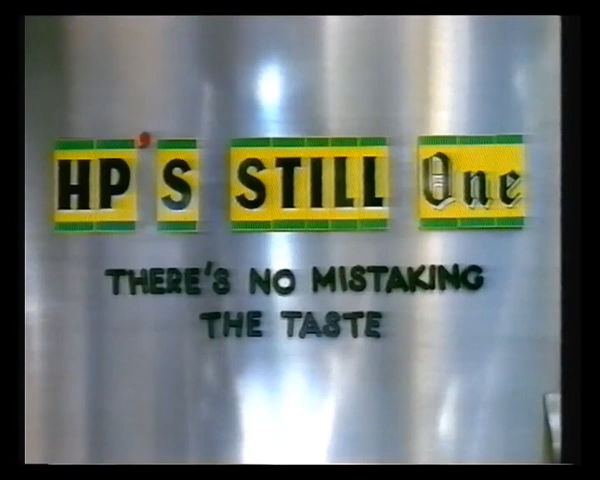 HP'S STILL One
THERE'S NO MISTAKING
THE TASTE